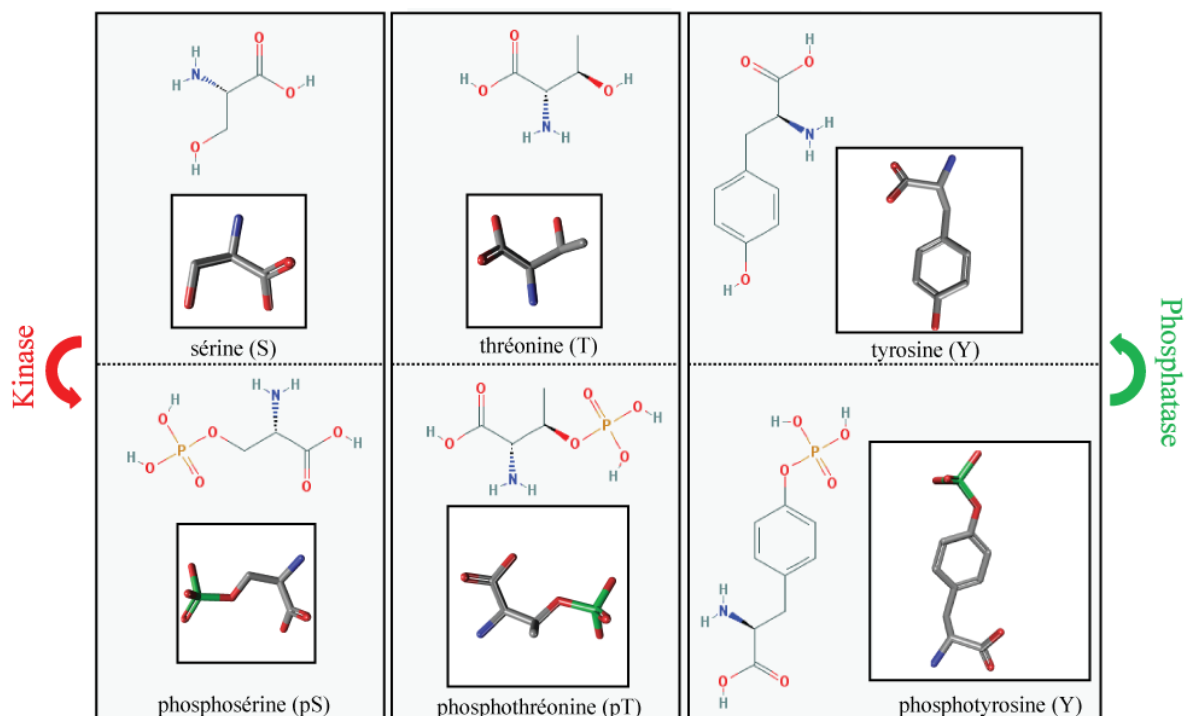 sérine (S)
thréonine (T)
tyrosine (Y)
Kinase
Phosphatase
phosphosérine (pS)
phosphothréonine (pT)
phosphotyrosine (Y)